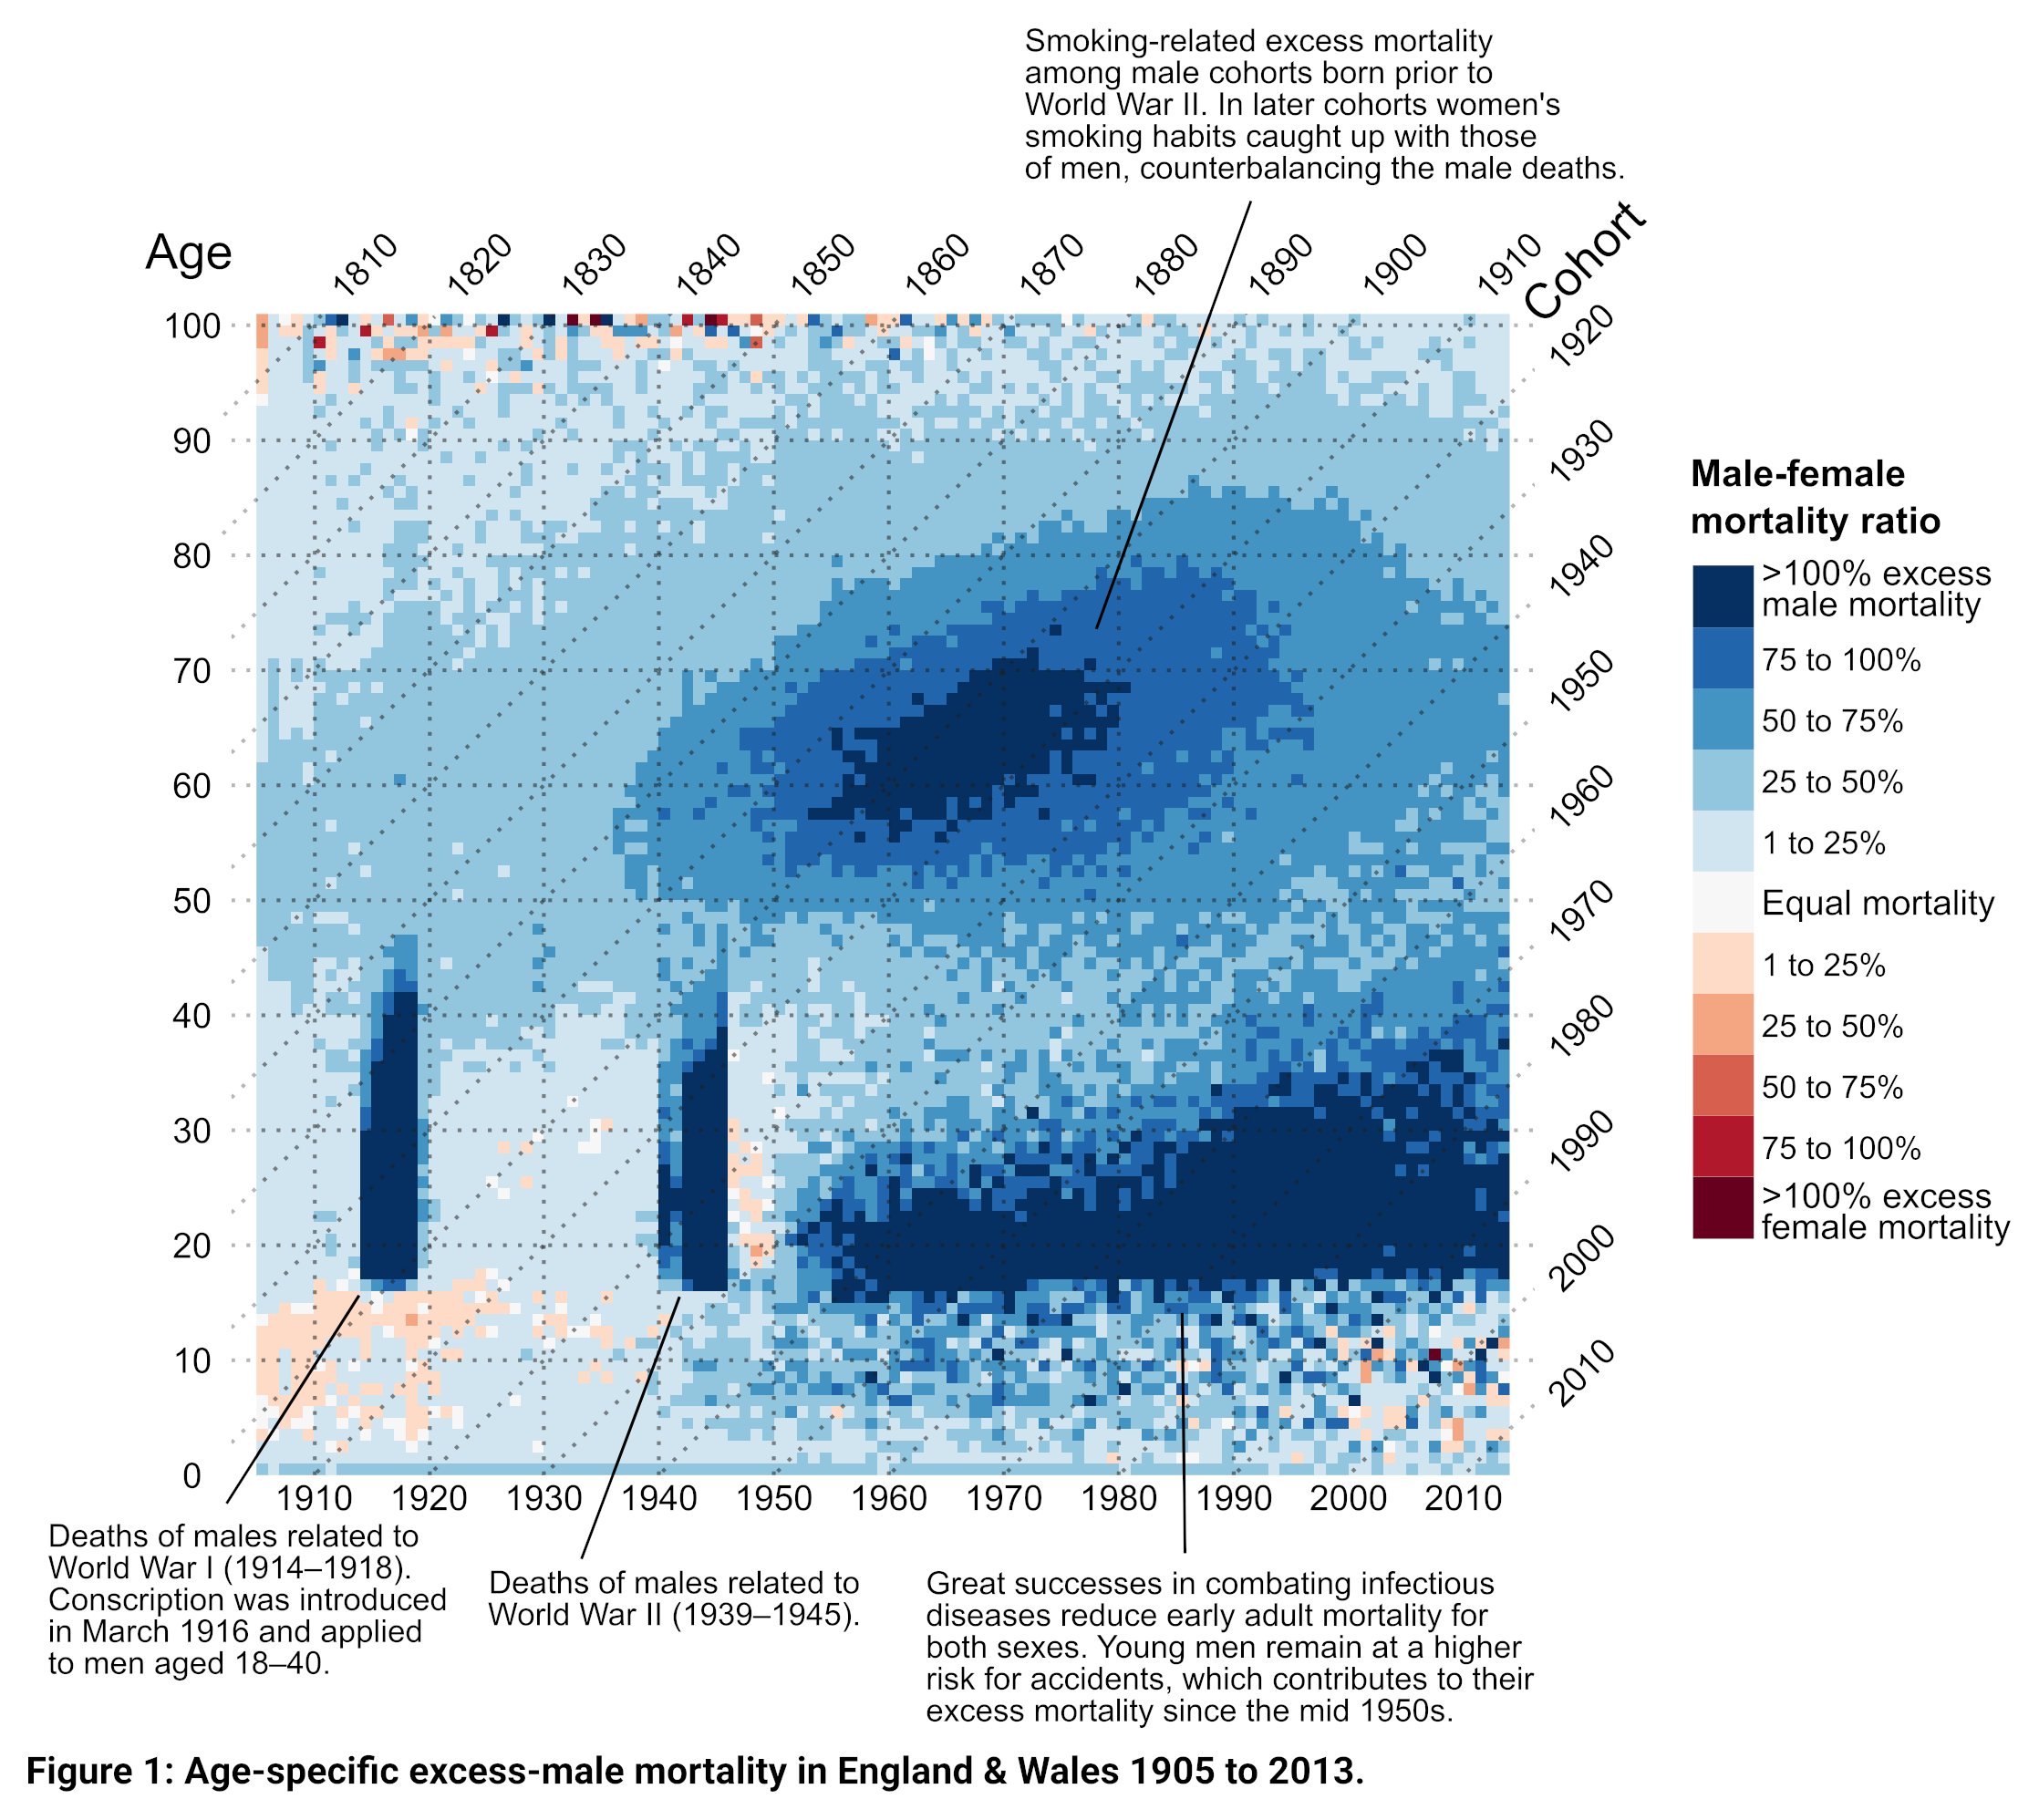 Smoking-related excess mortality
among male cohorts born prior to
World War II. In later cohorts women's
smoking habits caught up with those
of men, counterbalancing the male deaths.
Age
1810
1820
1830
1840
1850
1860
1870
1880
1890
1900
1910
Cohort
1920
1930
1940
1950
1960
1970
1980
1990
2000
2010
100
90
80
70
60
50
40
30
20
10
0
1910
1920
1930
1940
1950
1960
1970
1980
1990
2000
2010
Male-female
mortality ratio
>100% excess
male mortality
75 to 100%
50 to 75%
25 to 50%
1 to 25%
Equal mortality
1 to 25%
25 to 50%
50 to 75%
75 to 100%
>100% excess
female mortality
Deaths of males related to
World War I (1914–1918).
Conscription was introduced
in March 1916 and applied
to men aged 18–40.
Deaths of males related to
World War II (1939–1945).
Great successes in combating infectious
diseases reduce early adult mortality for
both sexes. Young men remain at a higher
risk for accidents, which contributes to their
excess mortality since the mid 1950s.
Figure 1: Age-specific excess-male mortality in England & Wales 1905 to 2013.